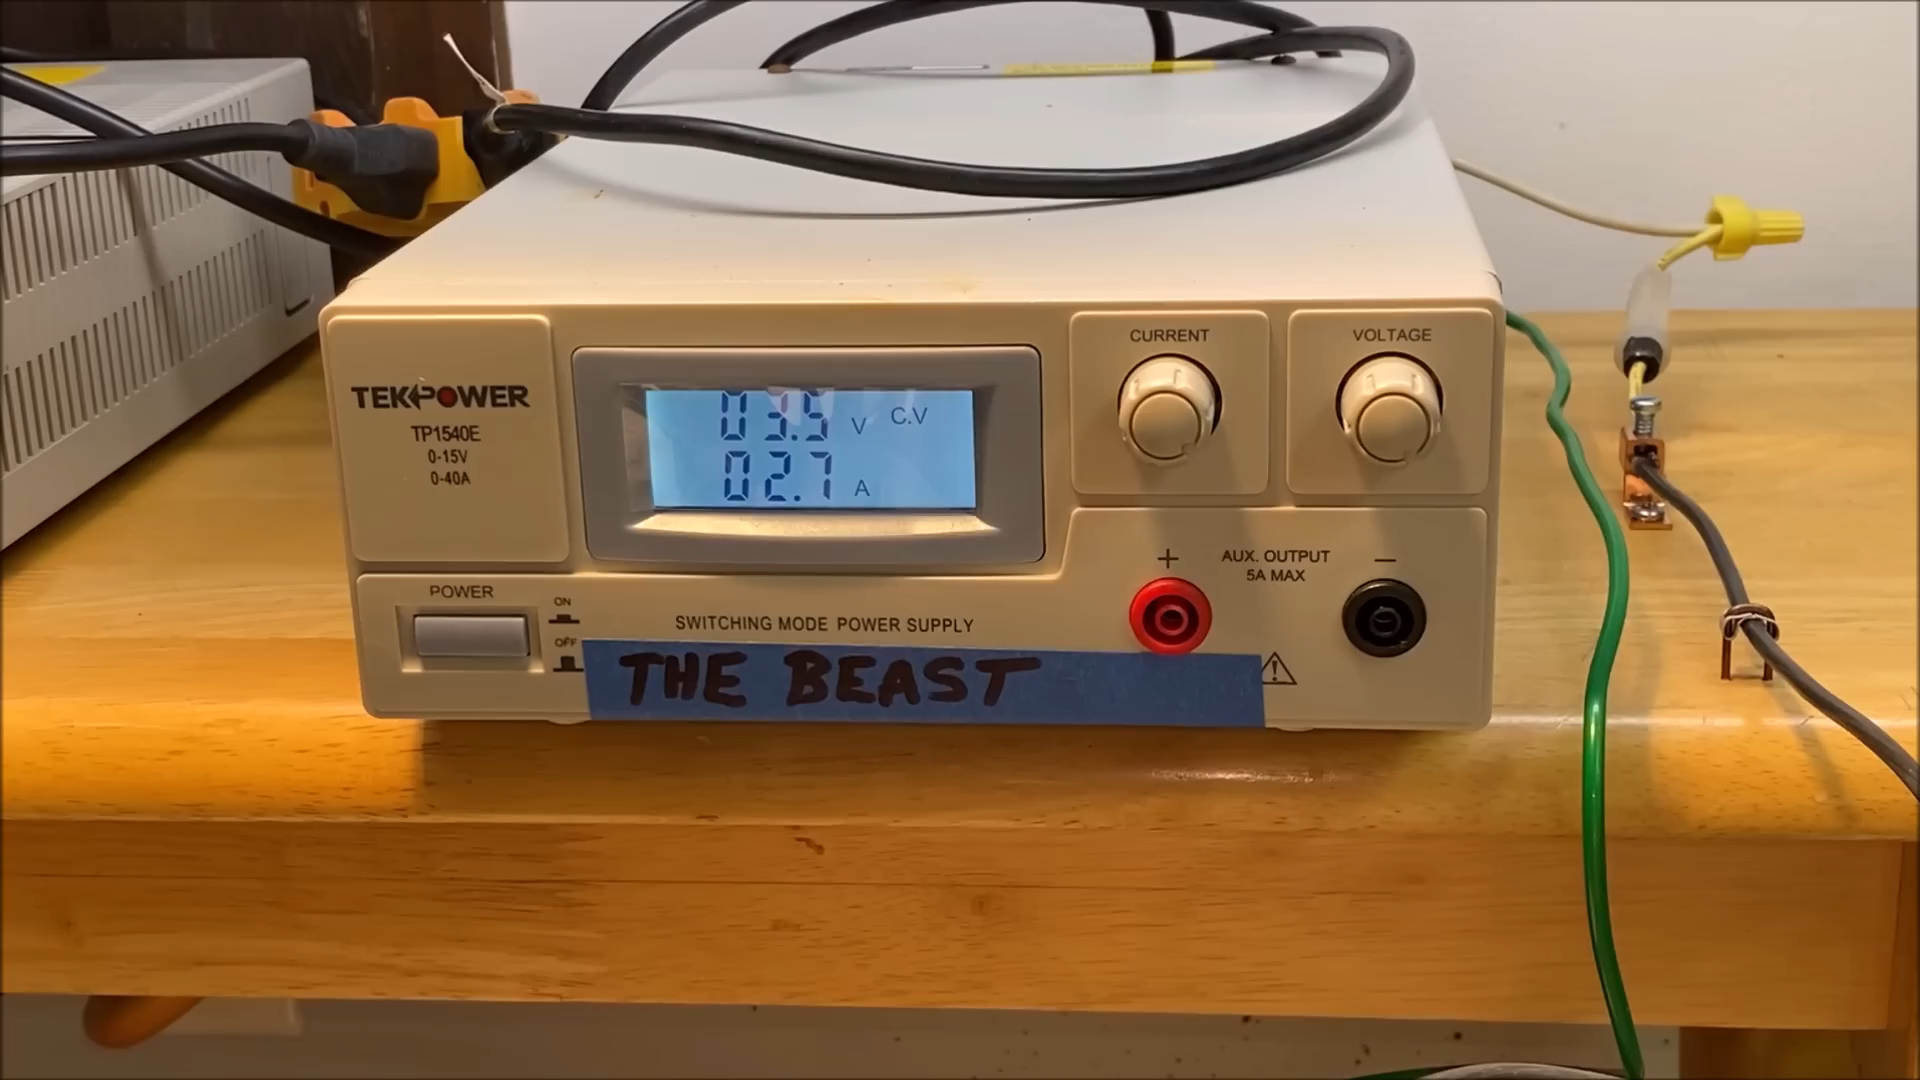 TEKPOWER
TP1540E
0-15V
0-40A
03.5 V C.V
02.7 A
CURRENT
VOLTAGE
+ AUX. OUTPUT −
5A MAX
POWER
ON
OFF
SWITCHING MODE POWER SUPPLY
THE BEAST